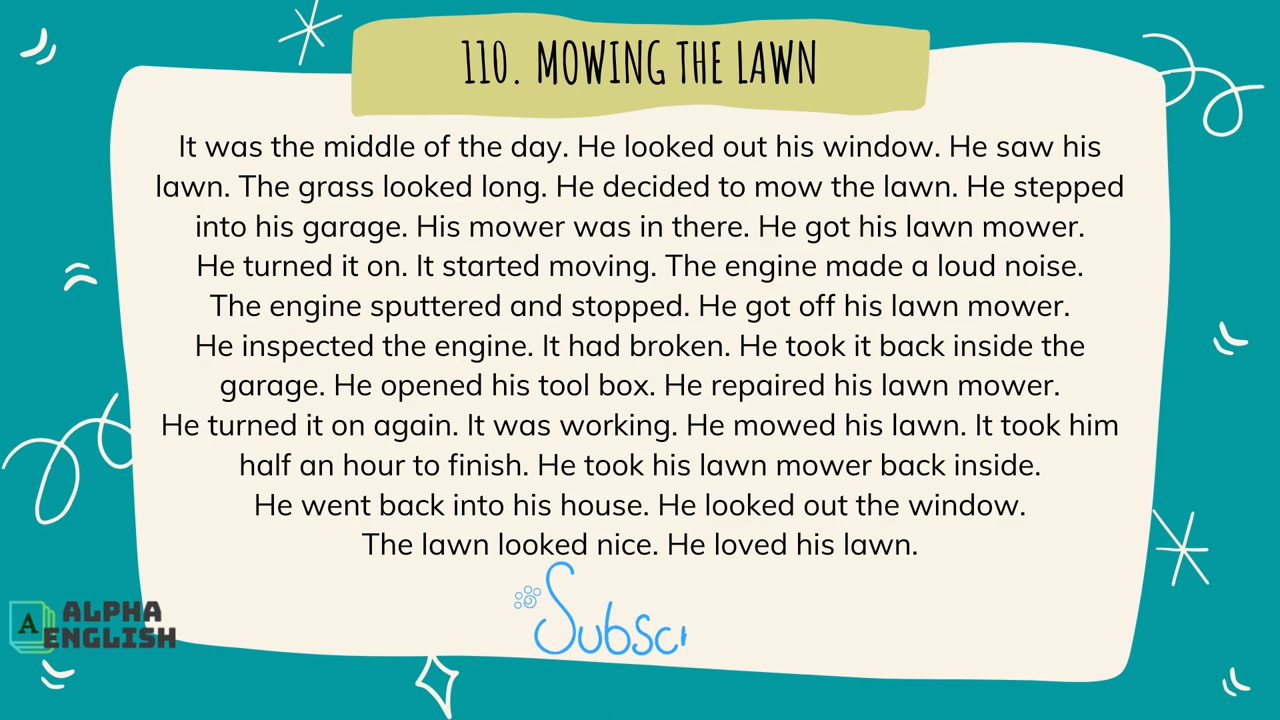 110. MOWING THE LAWN
It was the middle of the day. He looked out his window. He saw his
lawn. The grass looked long. He decided to mow the lawn. He stepped
into his garage. His mower was in there. He got his lawn mower.
He turned it on. It started moving. The engine made a loud noise.
The engine sputtered and stopped. He got off his lawn mower.
He inspected the engine. It had broken. He took it back inside the
garage. He opened his tool box. He repaired his lawn mower.
He turned it on again. It was working. He mowed his lawn. It took him
half an hour to finish. He took his lawn mower back inside.
He went back into his house. He looked out the window.
The lawn looked nice. He loved his lawn.
Subsc
A ALPHA
ENGLISH